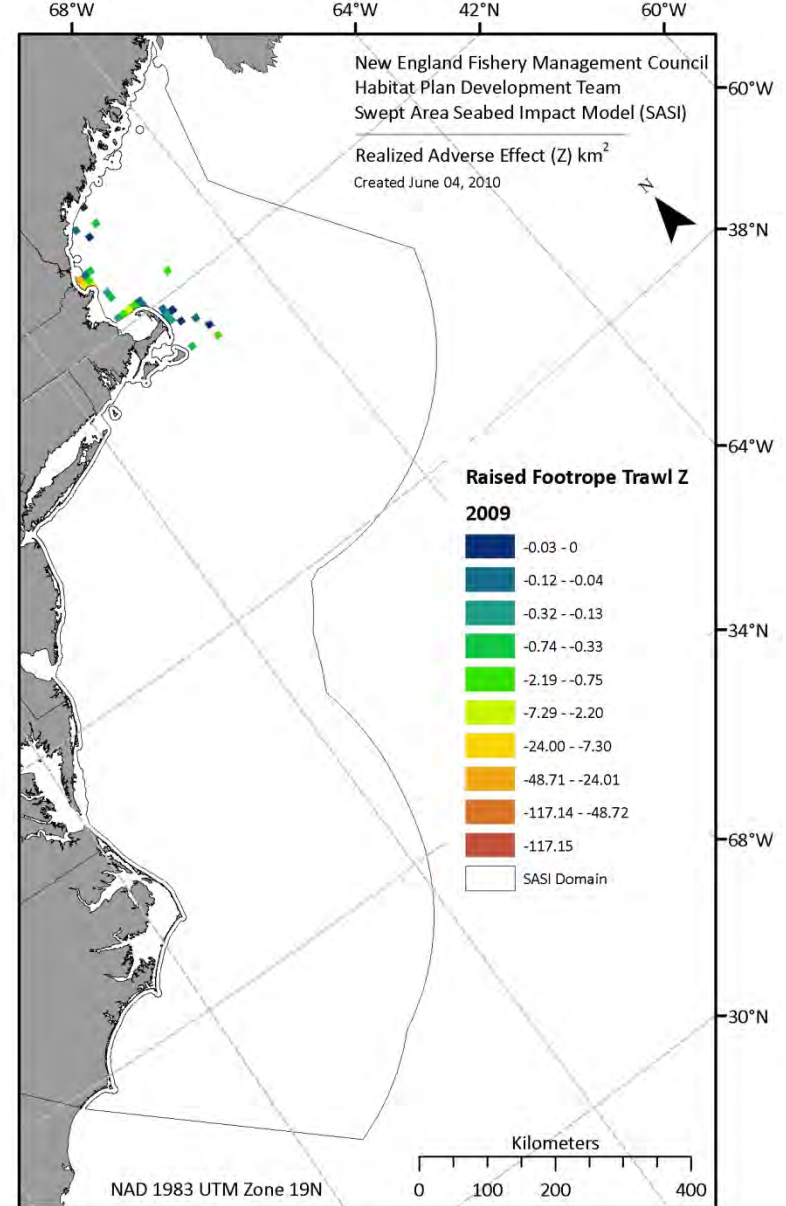 68°W
64°W
42°N
60°W
New England Fishery Management Council
Habitat Plan Development Team
Swept Area Seabed Impact Model (SASI)
Realized Adverse Effect (Z) km²
Created June 04, 2010
N
60°W
38°N
64°W
34°N
68°W
30°N
Raised Footrope Trawl Z
2009
-0.03 - 0
-0.12 - -0.04
-0.32 - -0.13
-0.74 - -0.33
-2.19 - -0.75
-7.29 - -2.20
-24.00 - -7.30
-48.71 - -24.01
-117.14 - -48.72
-117.15
SASI Domain
Kilometers
0 100 200 400
NAD 1983 UTM Zone 19N